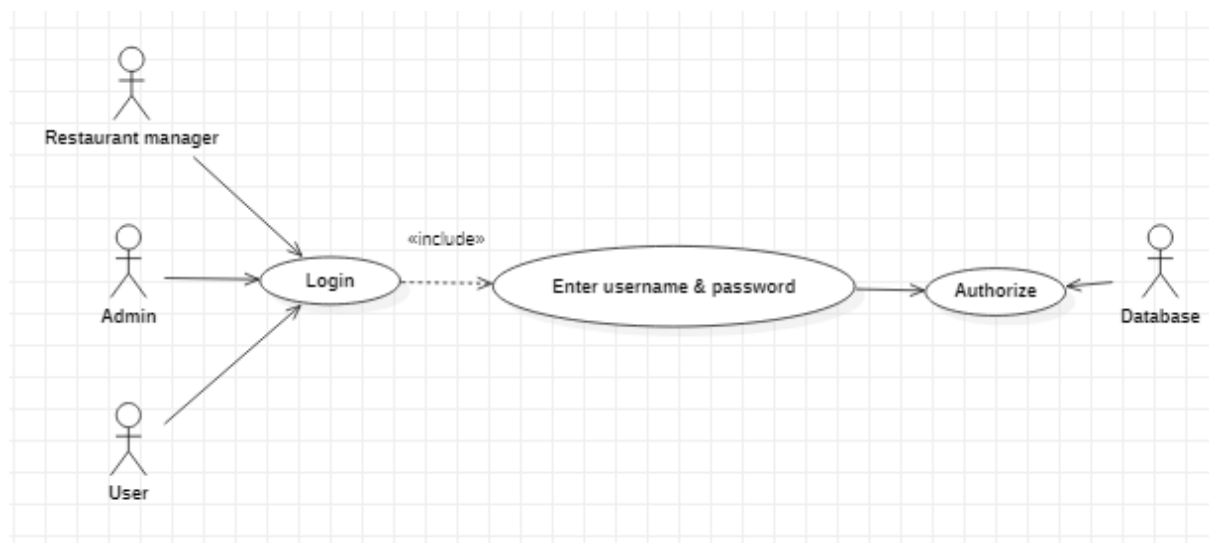 Restaurant manager
Admin
User
Login
«include»
Enter username & password
Authorize
Database